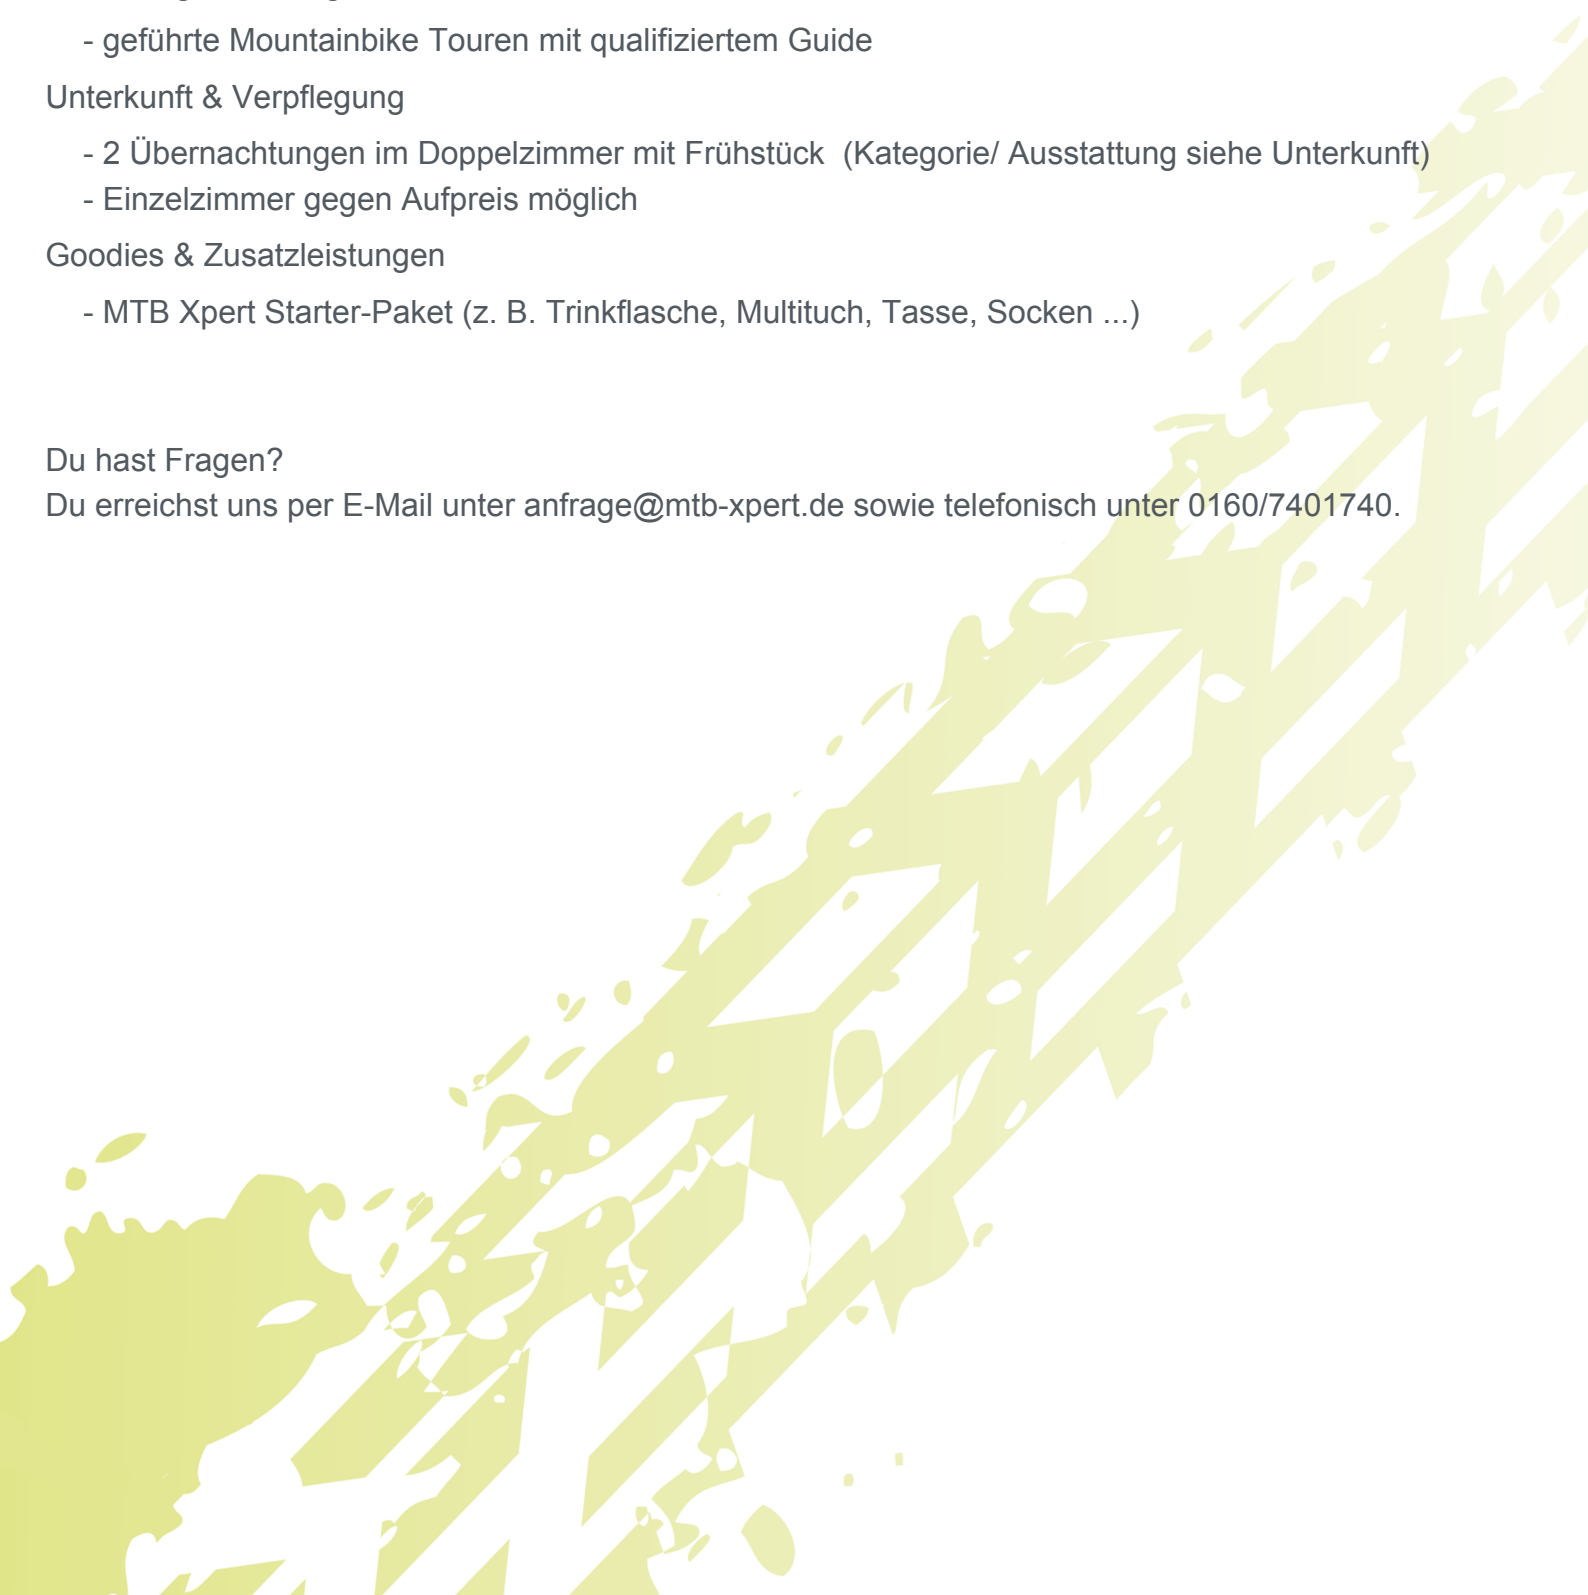 - geführte Mountainbike Touren mit qualifiziertem Guide
Unterkunft & Verpflegung
- 2 Übernachtungen im Doppelzimmer mit Frühstück  (Kategorie/ Ausstattung siehe Unterkunft)
- Einzelzimmer gegen Aufpreis möglich
Goodies & Zusatzleistungen
- MTB Xpert Starter-Paket (z. B. Trinkflasche, Multituch, Tasse, Socken ...)
Du hast Fragen?
Du erreichst uns per E-Mail unter anfrage@mtb-xpert.de sowie telefonisch unter 0160/7401740.